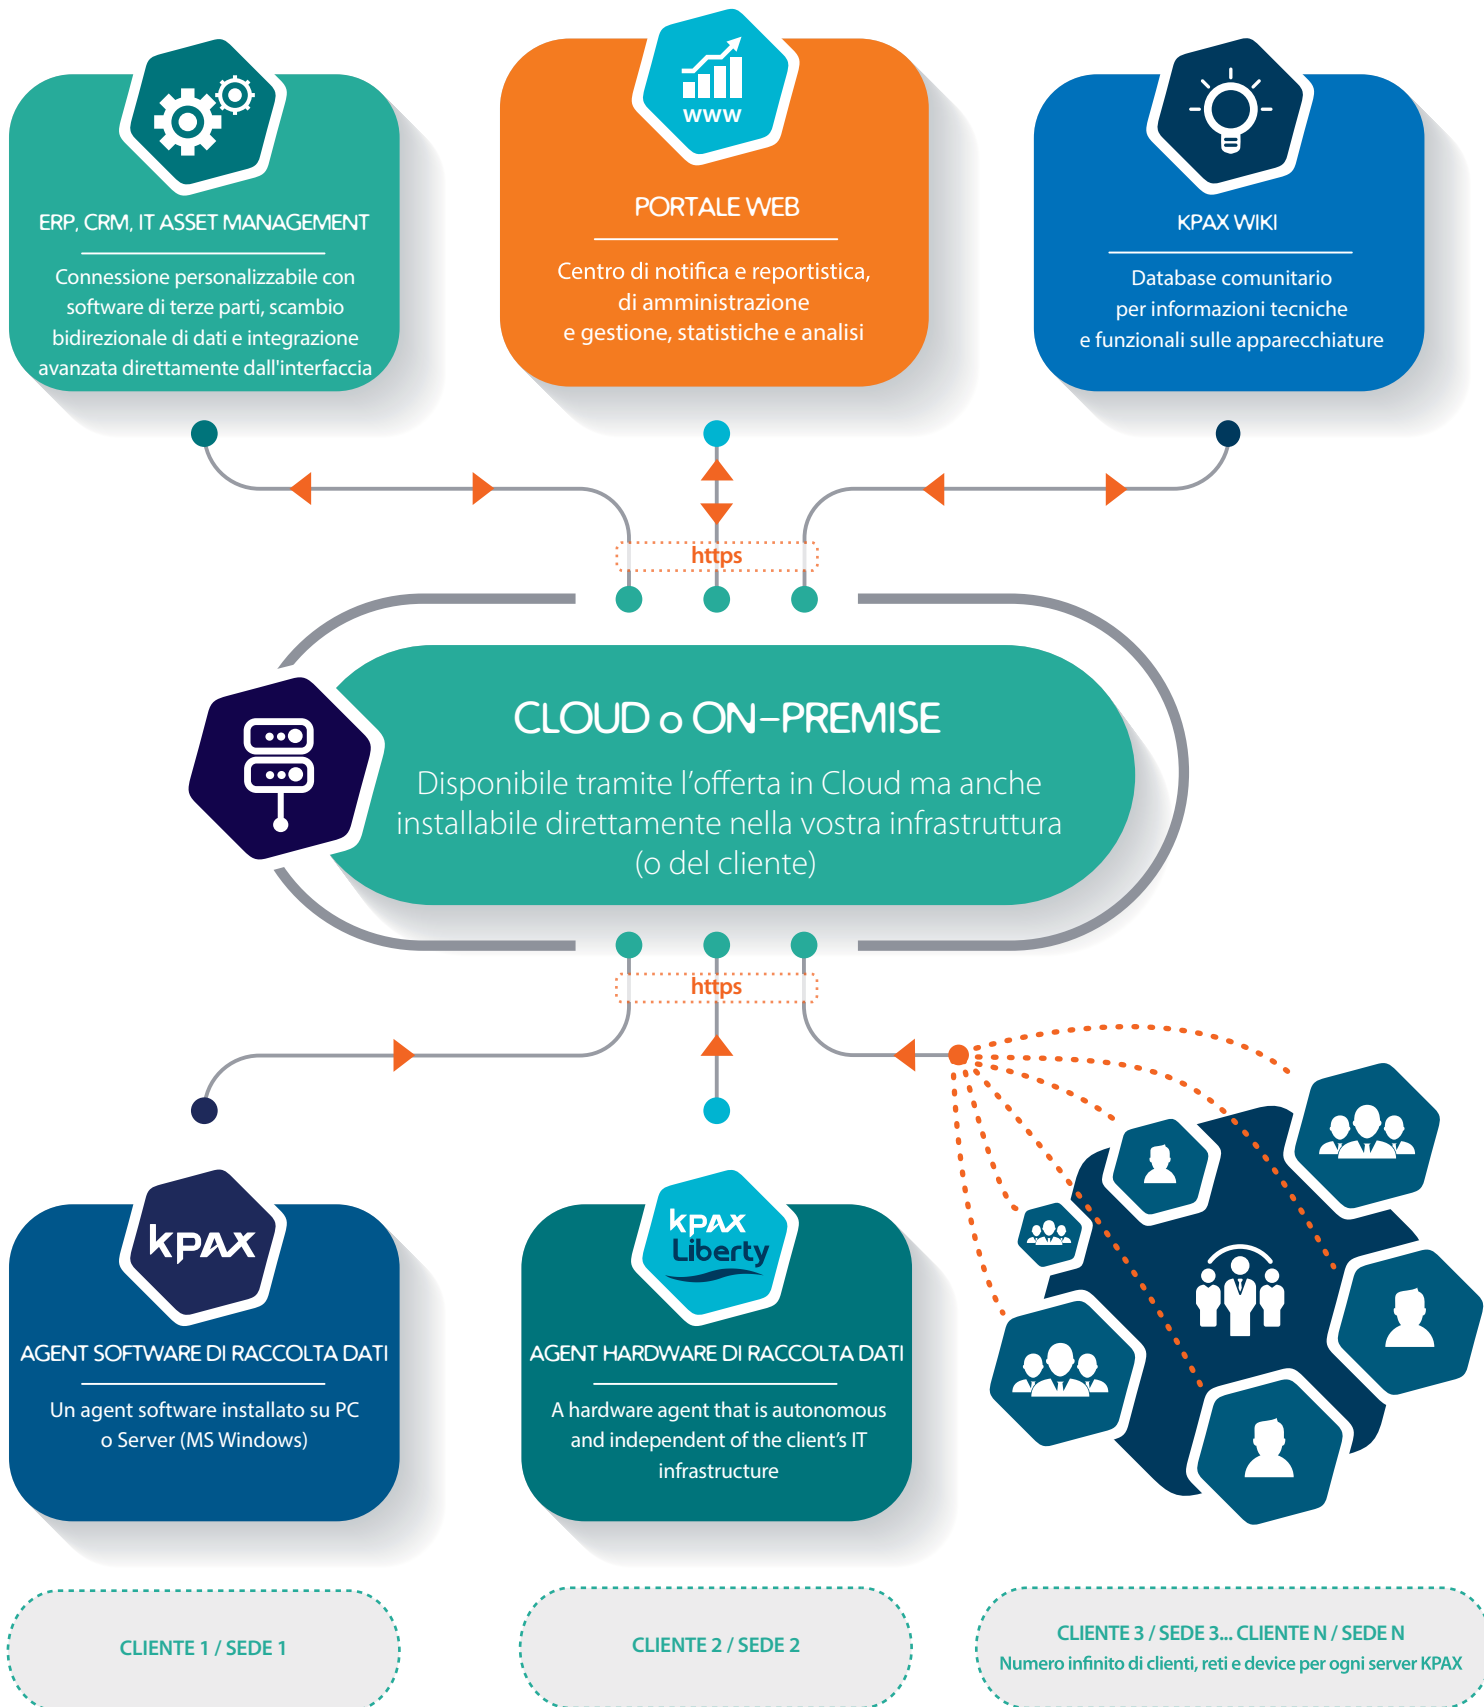 www
ERP, CRM, IT ASSET MANAGEMENT
Connessione personalizzabile con
software di terze parti, scambio
bidirezionale di dati e integrazione
avanzata direttamente dall'interfaccia
PORTALE WEB
Centro di notifica e reportistica,
di amministrazione
e gestione, statistiche e analisi
KPAX WIKI
Database comunitario
per informazioni tecniche
e funzionali sulle apparecchiature
https
CLOUD o ON-PREMISE
Disponibile tramite l’offerta in Cloud ma anche
installabile direttamente nella vostra infrastruttura
(o del cliente)
https
kPAX
AGENT SOFTWARE DI RACCOLTA DATI
Un agent software installato su PC
o Server (MS Windows)
kPAX
Liberty
AGENT HARDWARE DI RACCOLTA DATI
A hardware agent that is autonomous
and independent of the client’s IT
infrastructure
CLIENTE 1 / SEDE 1
CLIENTE 2 / SEDE 2
CLIENTE 3 / SEDE 3... CLIENTE N / SEDE N
Numero infinito di clienti, reti e device per ogni server KPAX